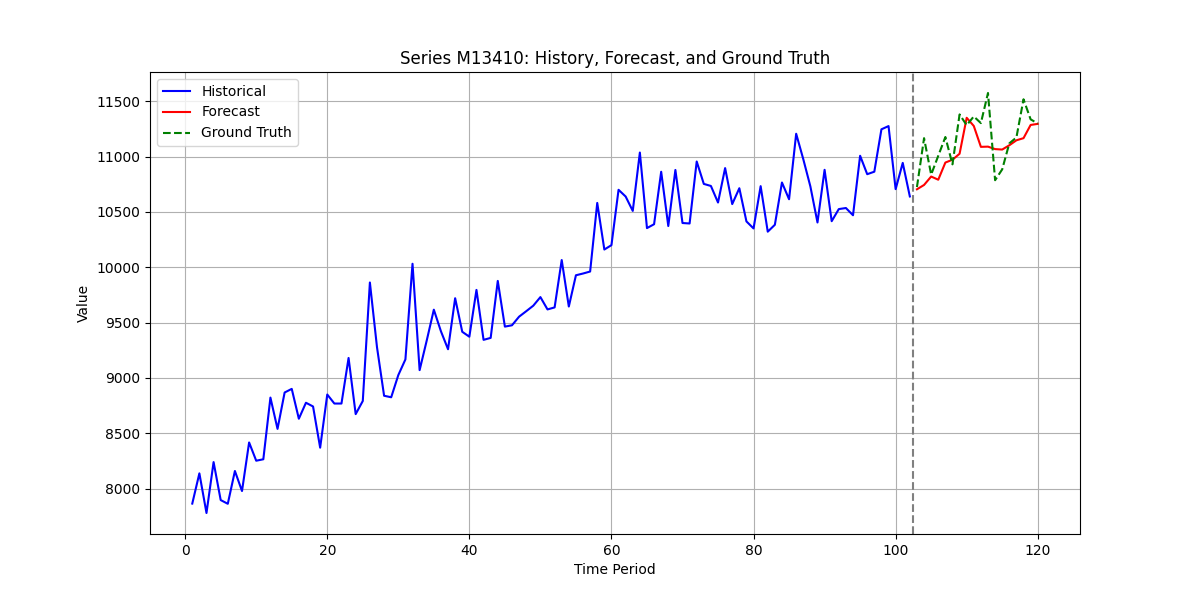 Series M13410: History, Forecast, and Ground Truth
Historical
Forecast
Ground Truth
11500
11000
10500
10000
9500
9000
8500
8000
Value
0 20 40 60 80 100 120
Time Period